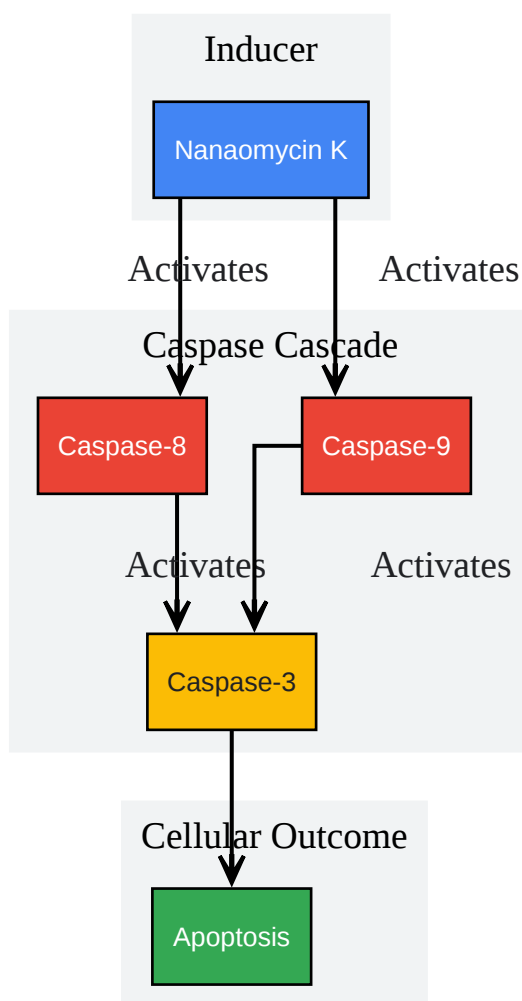 Inducer
Nanaomycin K
Activates
Activates
Caspase Cascade
Caspase-8
Caspase-9
Activates
Activates
Caspase-3
Cellular Outcome
Apoptosis